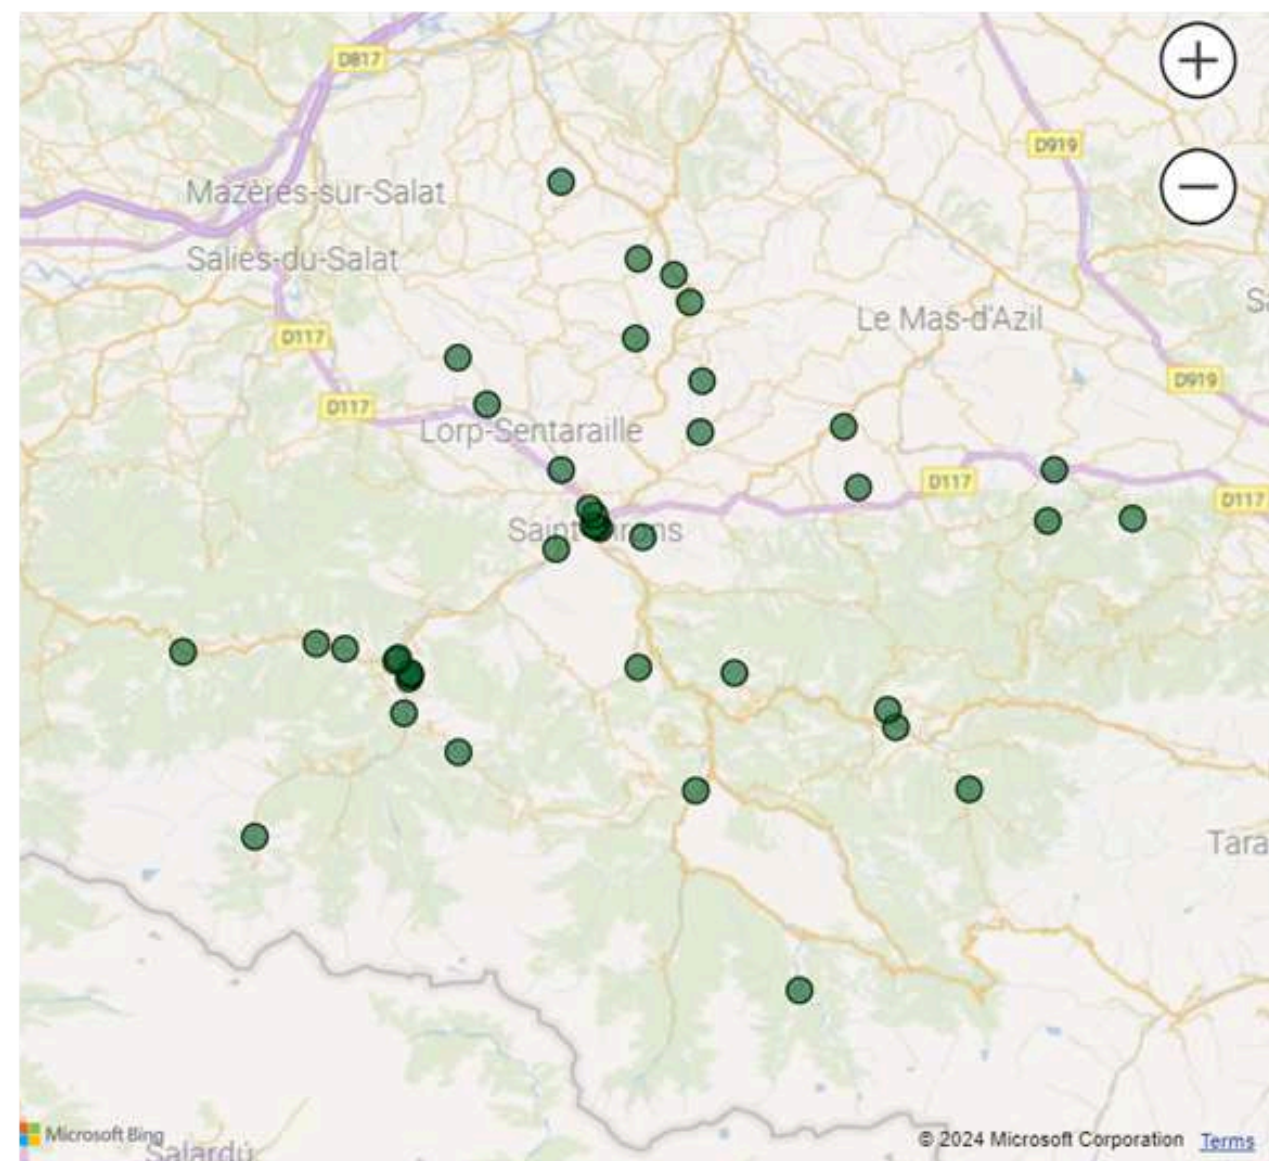 D817
D919
Mazères-sur-Salat
Salies-du-Salat
Le Mas-d'Azil
D117
D919
D117
Lorp-Sentaraille
D117
D117
Tara
Microsoft Bing
© 2024 Microsoft Corporation Terms
Salardú